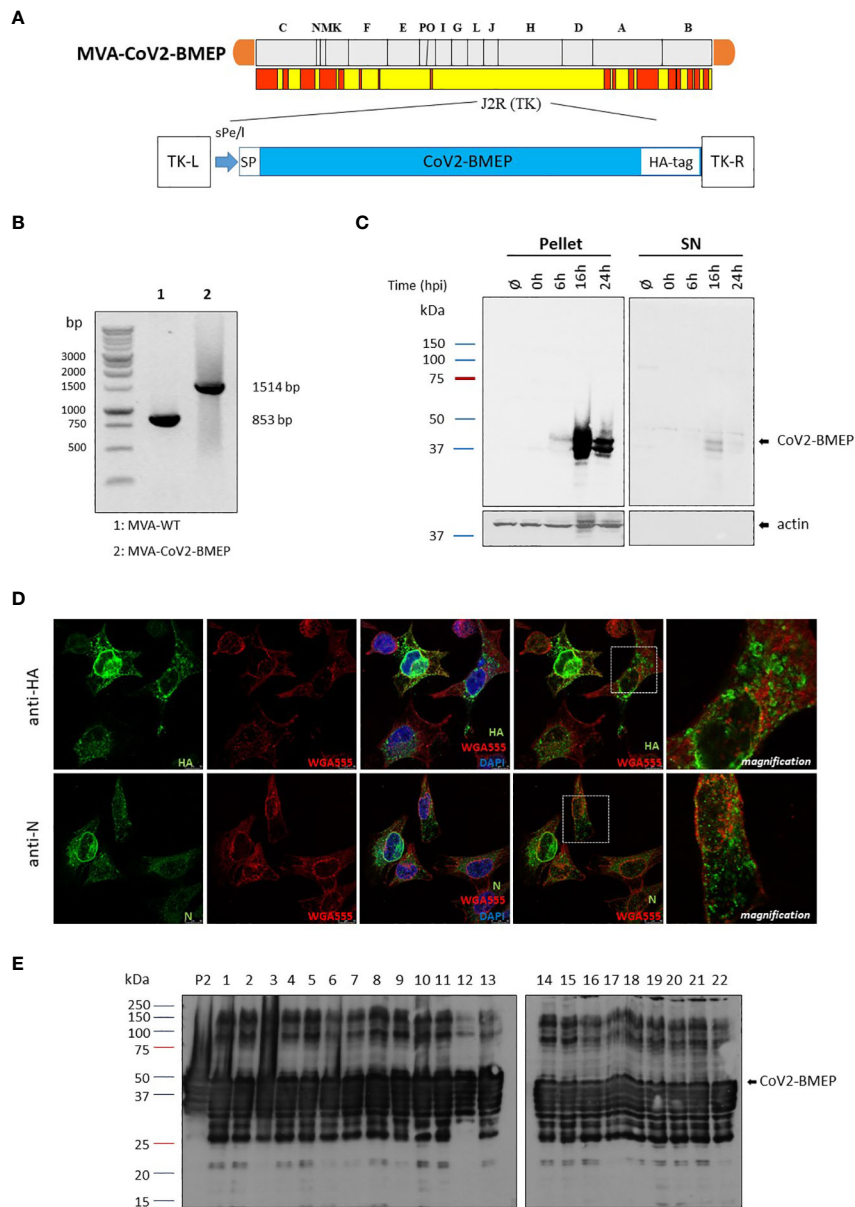 A
C NMK F E PO I G L J H D A B
MVA-CoV2-BMEP
J2R (TK)
sPe/l
TK-L SP CoV2-BMEP HA-tag TK-R
B
1 2
bp
3000
2000
1500
1000
750
500
1514 bp
853 bp
1: MVA-WT
2: MVA-CoV2-BMEP
C
Pellet SN
Time (hpi) Ø 0h 6h 16h 24h Ø 0h 6h 16h 24h
kDa
150
100
75
50
37
CoV2-BMEP
37
actin
D
anti-HA
HA
WGA555
HA
WGA555
DAPI
HA
WGA555
magnification
anti-N
N
WGA555
N
WGA555
DAPI
N
WGA555
magnification
E
kDa P2 1 2 3 4 5 6 7 8 9 10 11 12 13 14 15 16 17 18 19 20 21 22
250
150
100
75
50
37
25
20
15
CoV2-BMEP